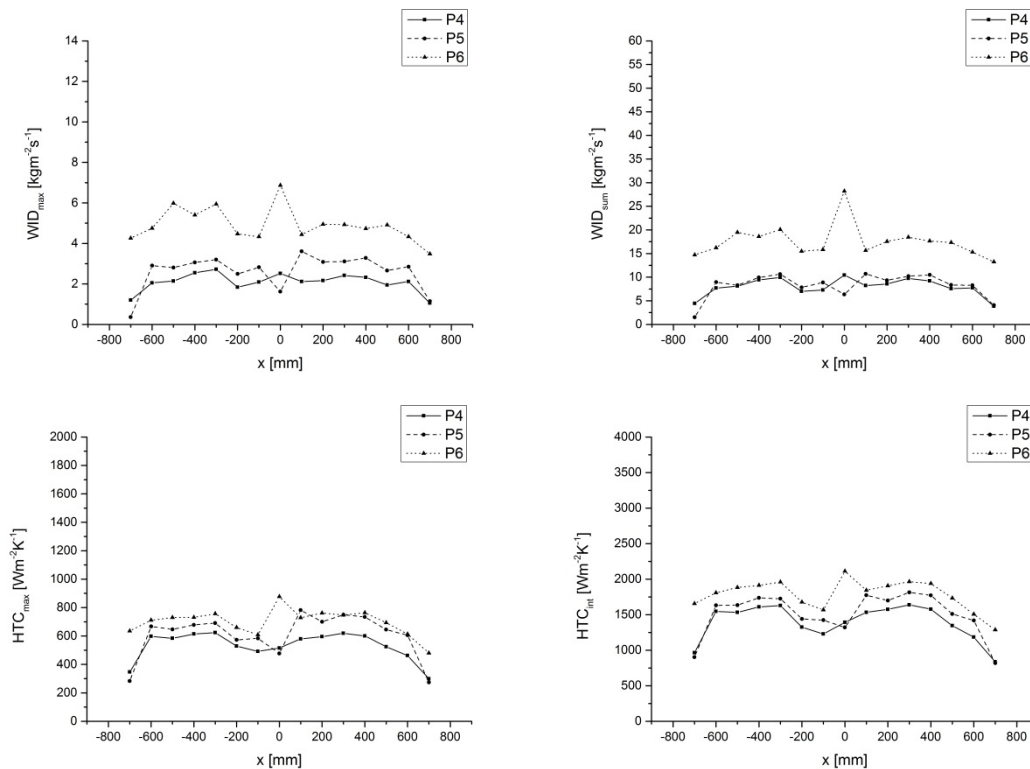 P4
P5
P6
14
12
10
8
6
4
2
0
WID_max [kgm⁻²s⁻¹]
-800 -600 -400 -200 0 200 400 600 800
x [mm]
P4
P5
P6
60
55
50
45
40
35
30
25
20
15
10
5
0
WID_sum [kgm⁻²s⁻¹]
-800 -600 -400 -200 0 200 400 600 800
x [mm]
P4
P5
P6
2000
1800
1600
1400
1200
1000
800
600
400
200
0
HTC_max [Wm⁻²K⁻¹]
-800 -600 -400 -200 0 200 400 600 800
x [mm]
P4
P5
P6
4000
3500
3000
2500
2000
1500
1000
500
0
HTC_int [Wm⁻²K⁻¹]
-800 -600 -400 -200 0 200 400 600 800
x [mm]